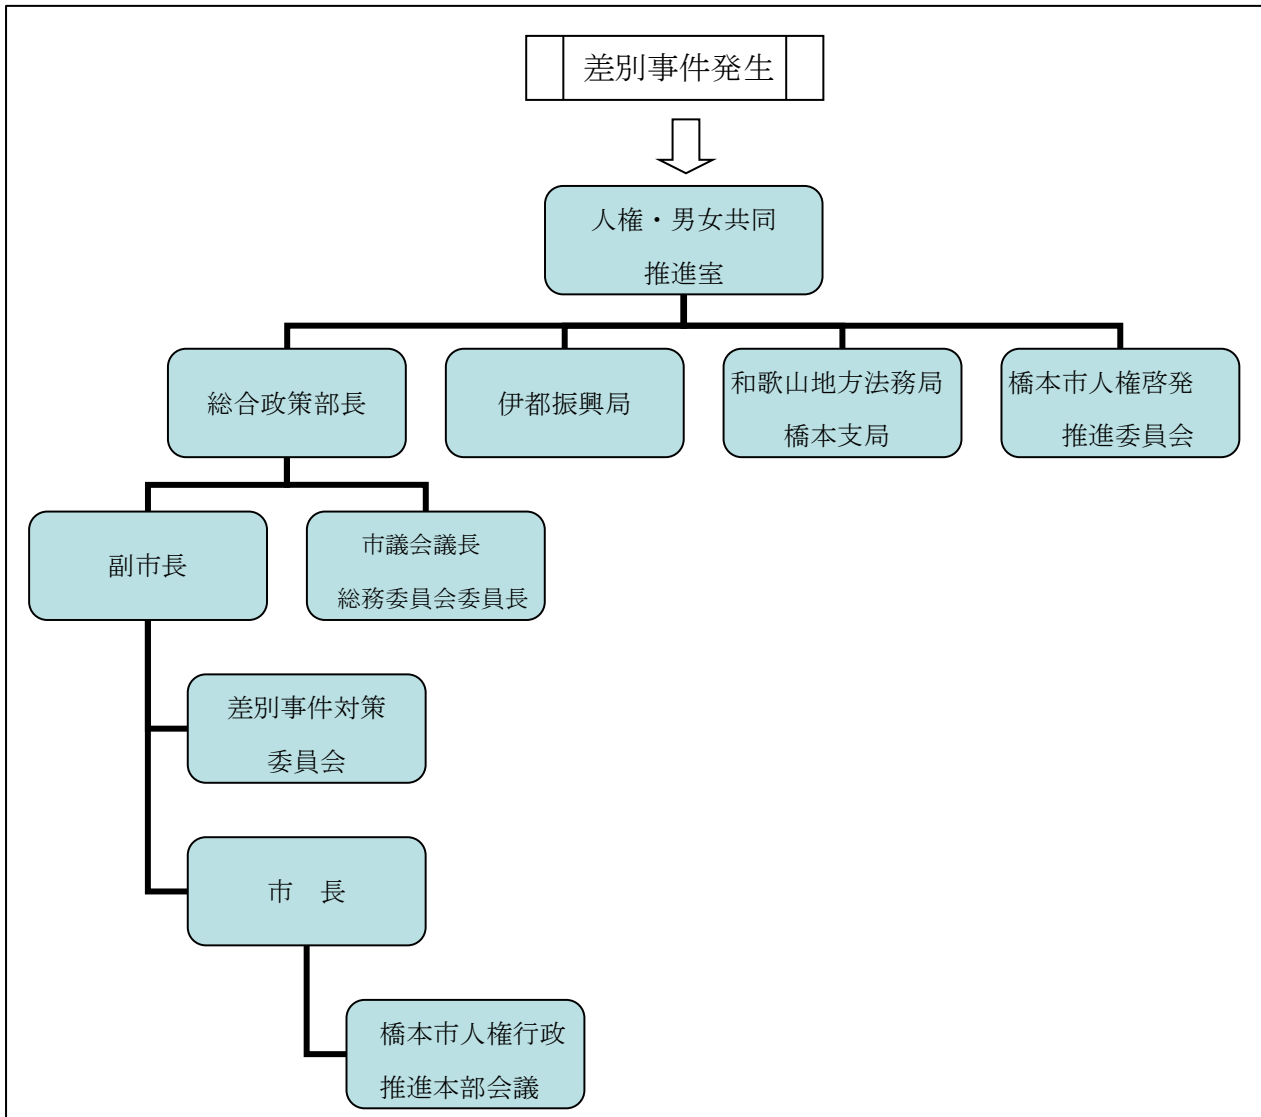 差別事件発生
人権・男女共同
推進室
総合政策部長
伊都振興局
和歌山地方法務局
橋本支局
橋本市人権啓発
推進委員会
副市長
市議会議長
総務委員会委員長
差別事件対策
委員会
市　長
橋本市人権行政
推進本部会議